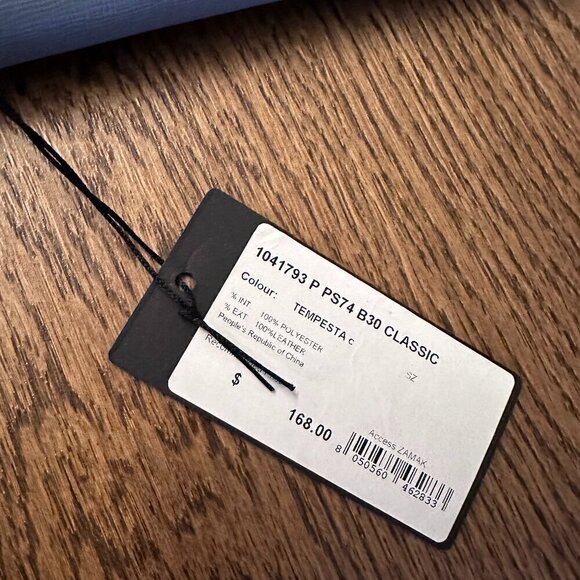 1041793 P PS74 B30 CLASSIC
Colour: TEMPESTA c
% INT 100% POLYESTER
% EXT 100%LEATHER
People's Republic of China
SZ
$ 168.00
Access ZAMAK
8 050560 462833